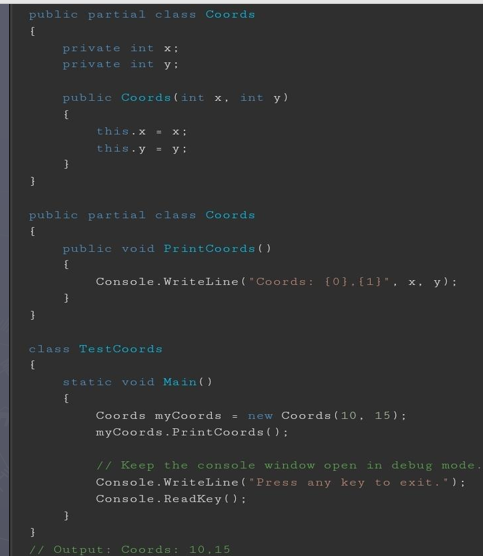 public partial class Coords
{
    private int x;
    private int y;

    public Coords(int x, int y)
    {
        this.x = x;
        this.y = y;
    }
}

public partial class Coords
{
    public void PrintCoords()
    {
        Console.WriteLine("Coords: {0},{1}", x, y);
    }
}

class TestCoords
{
    static void Main()
    {
        Coords myCoords = new Coords(10, 15);
        myCoords.PrintCoords();

        // Keep the console window open in debug mode.
        Console.WriteLine("Press any key to exit.");
        Console.ReadKey();
    }
}
// Output: Coords: 10,15